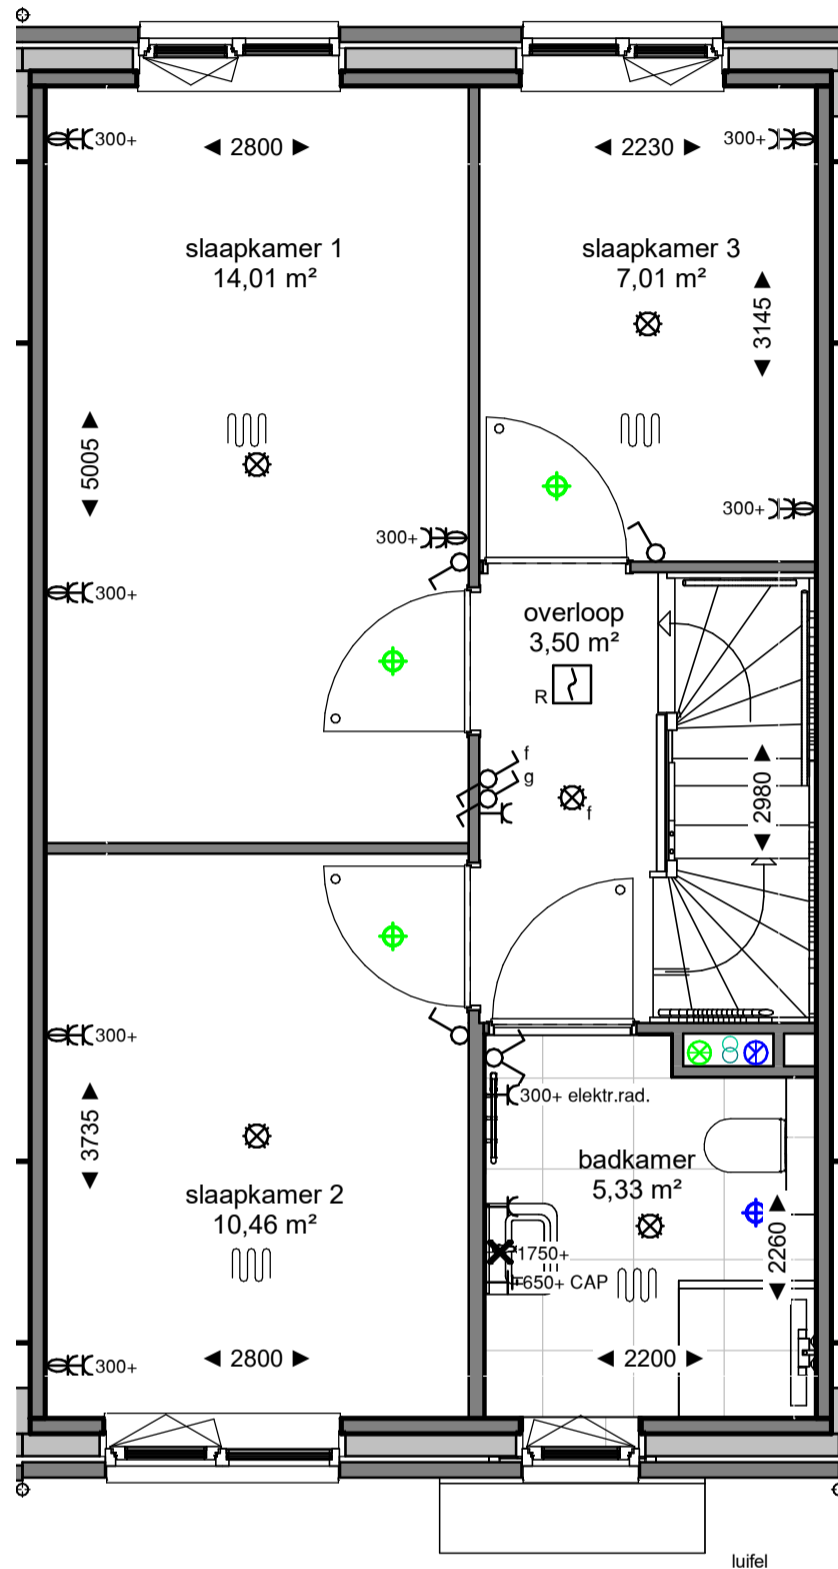 300+
2800
2230
300+
slaapkamer 1
14,01 m²
slaapkamer 3
7,01 m²
3145
5005
300+
300+
300+
overloop
3,50 m²
R
f
g
f
2980
300+
300+ elektr.rad.
3735
badkamer
5,33 m²
slaapkamer 2
10,46 m²
1750+
2260
650+ CAP
300+
2800
2200
luifel